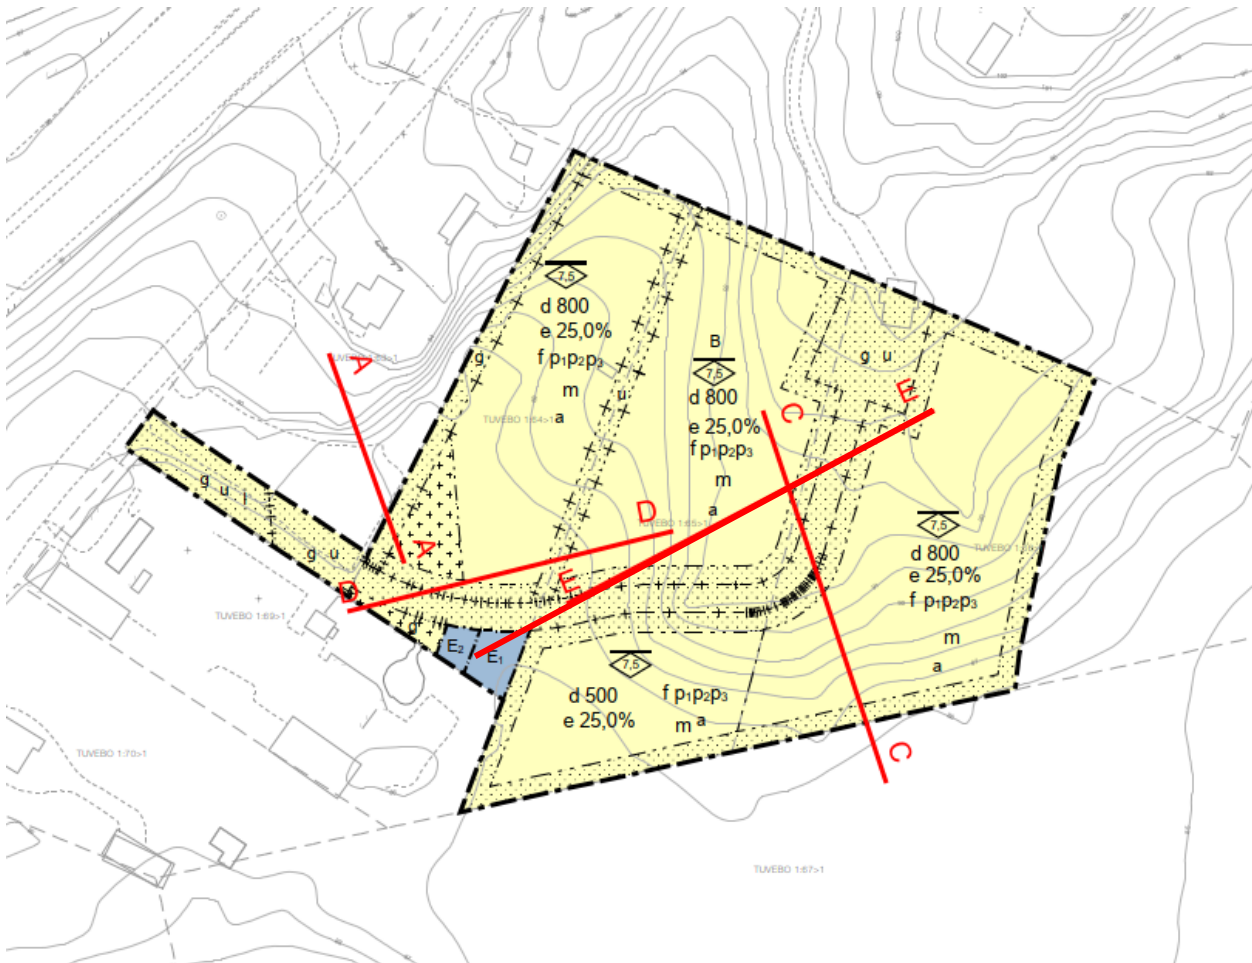 7,5
d 800
e 25,0%
f p₁p₂p₃
m
a
g
u
TUVEBO 1:64>1
A
A
B
7,5
d 800
e 25,0%
f p₁p₂p₃
m
a
TUVEBO 1:65>1
g u
C
C
E
E
D
D
7,5
d 800
e 25,0%
f p₁p₂p₃
m
a
g u i
g u
g
E₂
E₁
7,5
d 500
e 25,0%
f p₁p₂p₃
m a
TUVEBO 1:69>1
TUVEBO 1:70>1
TUVEBO 1:67>1